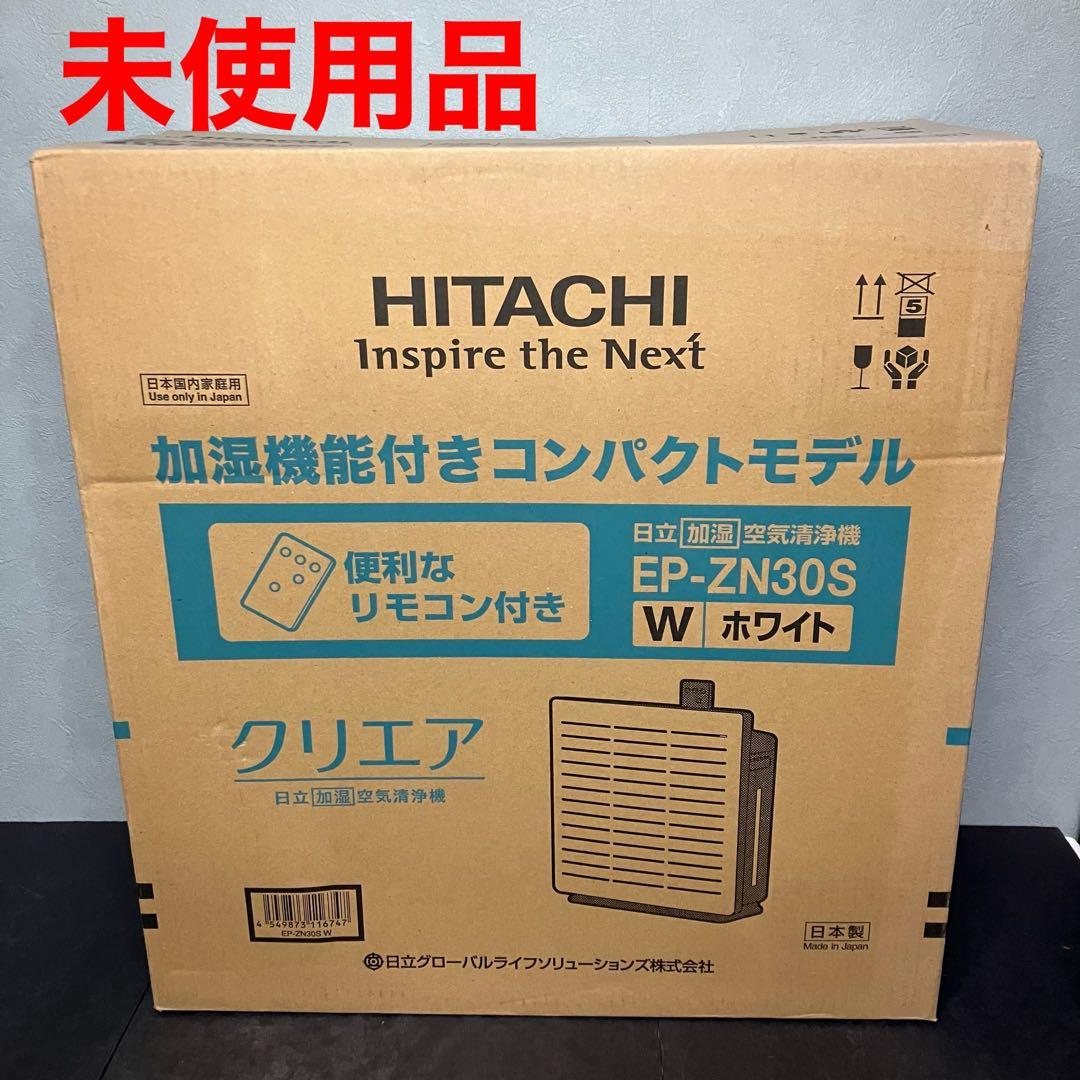 未使用品
HITACHI
HITACHI
Inspire the Next
5
日本国内家庭用
Use only in Japan
加湿機能付きコンパクトモデル
便利な
リモコン付き
日立 加湿 空気清浄機
EP-ZN30S
W ホワイト
クリエア
日立 加湿 空気清浄機
4 549873 116747
EP-ZN30S W
日本製
Made in Japan
日立グローバルライフソリューションズ株式会社